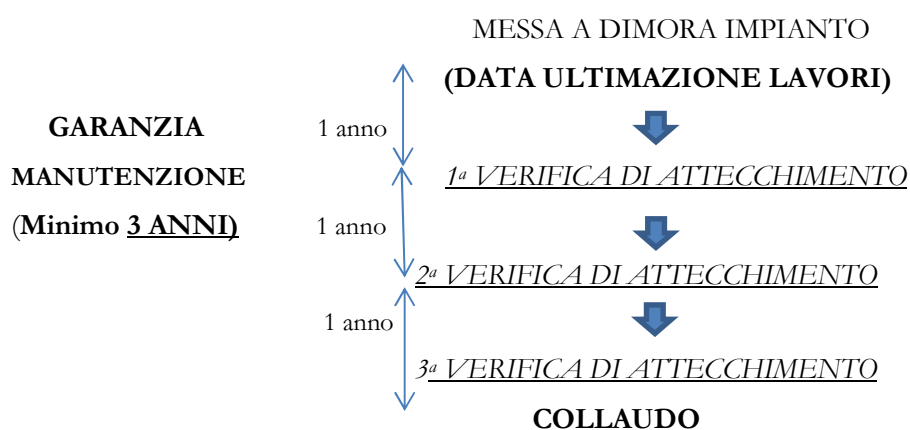 MESSA A DIMORA IMPIANTO
(DATA ULTIMAZIONE LAVORI)
GARANZIA
MANUTENZIONE
(Minimo 3 ANNI)
1 anno
1ª VERIFICA DI ATTECCHIMENTO
1 anno
2ª VERIFICA DI ATTECCHIMENTO
1 anno
3ª VERIFICA DI ATTECCHIMENTO
COLLAUDO